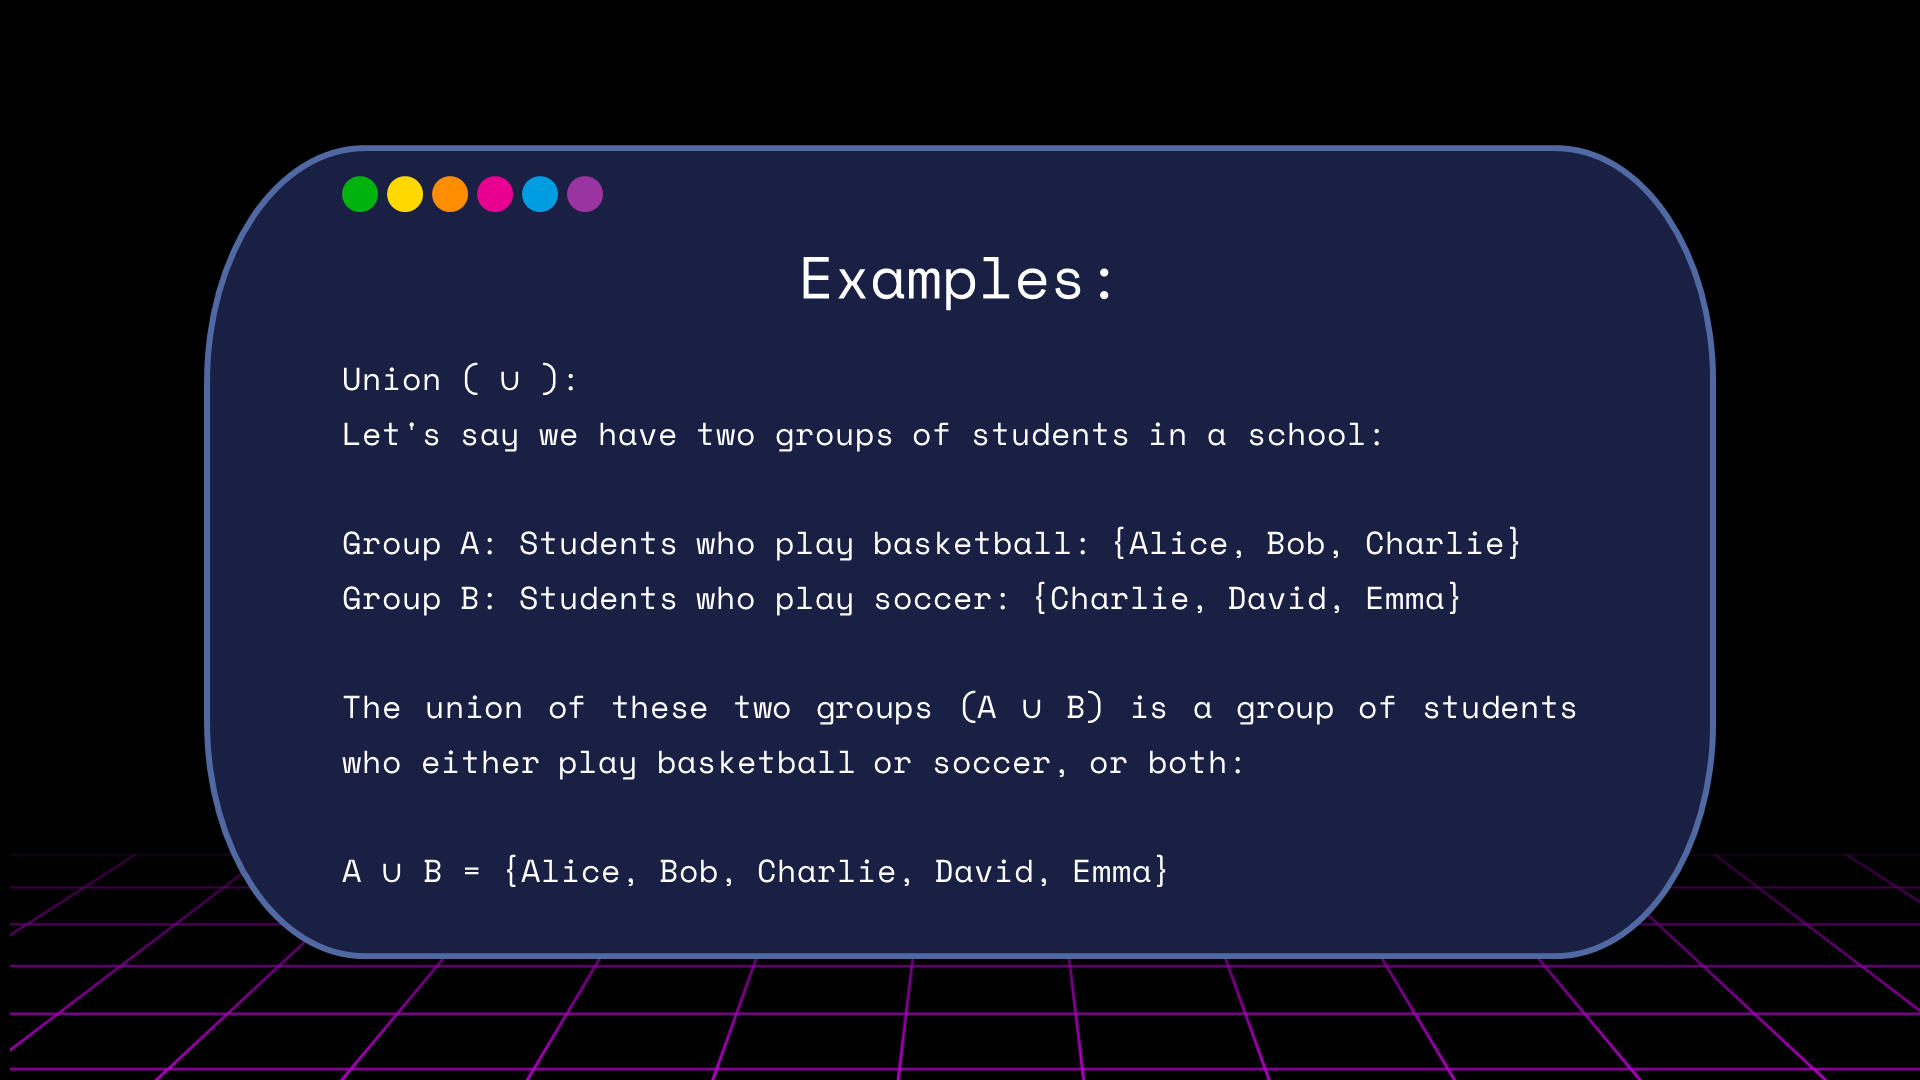 Examples:
Union ( ∪ ):
Let's say we have two groups of students in a school:
Group A: Students who play basketball: {Alice, Bob, Charlie}
Group B: Students who play soccer: {Charlie, David, Emma}
The union of these two groups (A ∪ B) is a group of students
who either play basketball or soccer, or both:
A ∪ B = {Alice, Bob, Charlie, David, Emma}